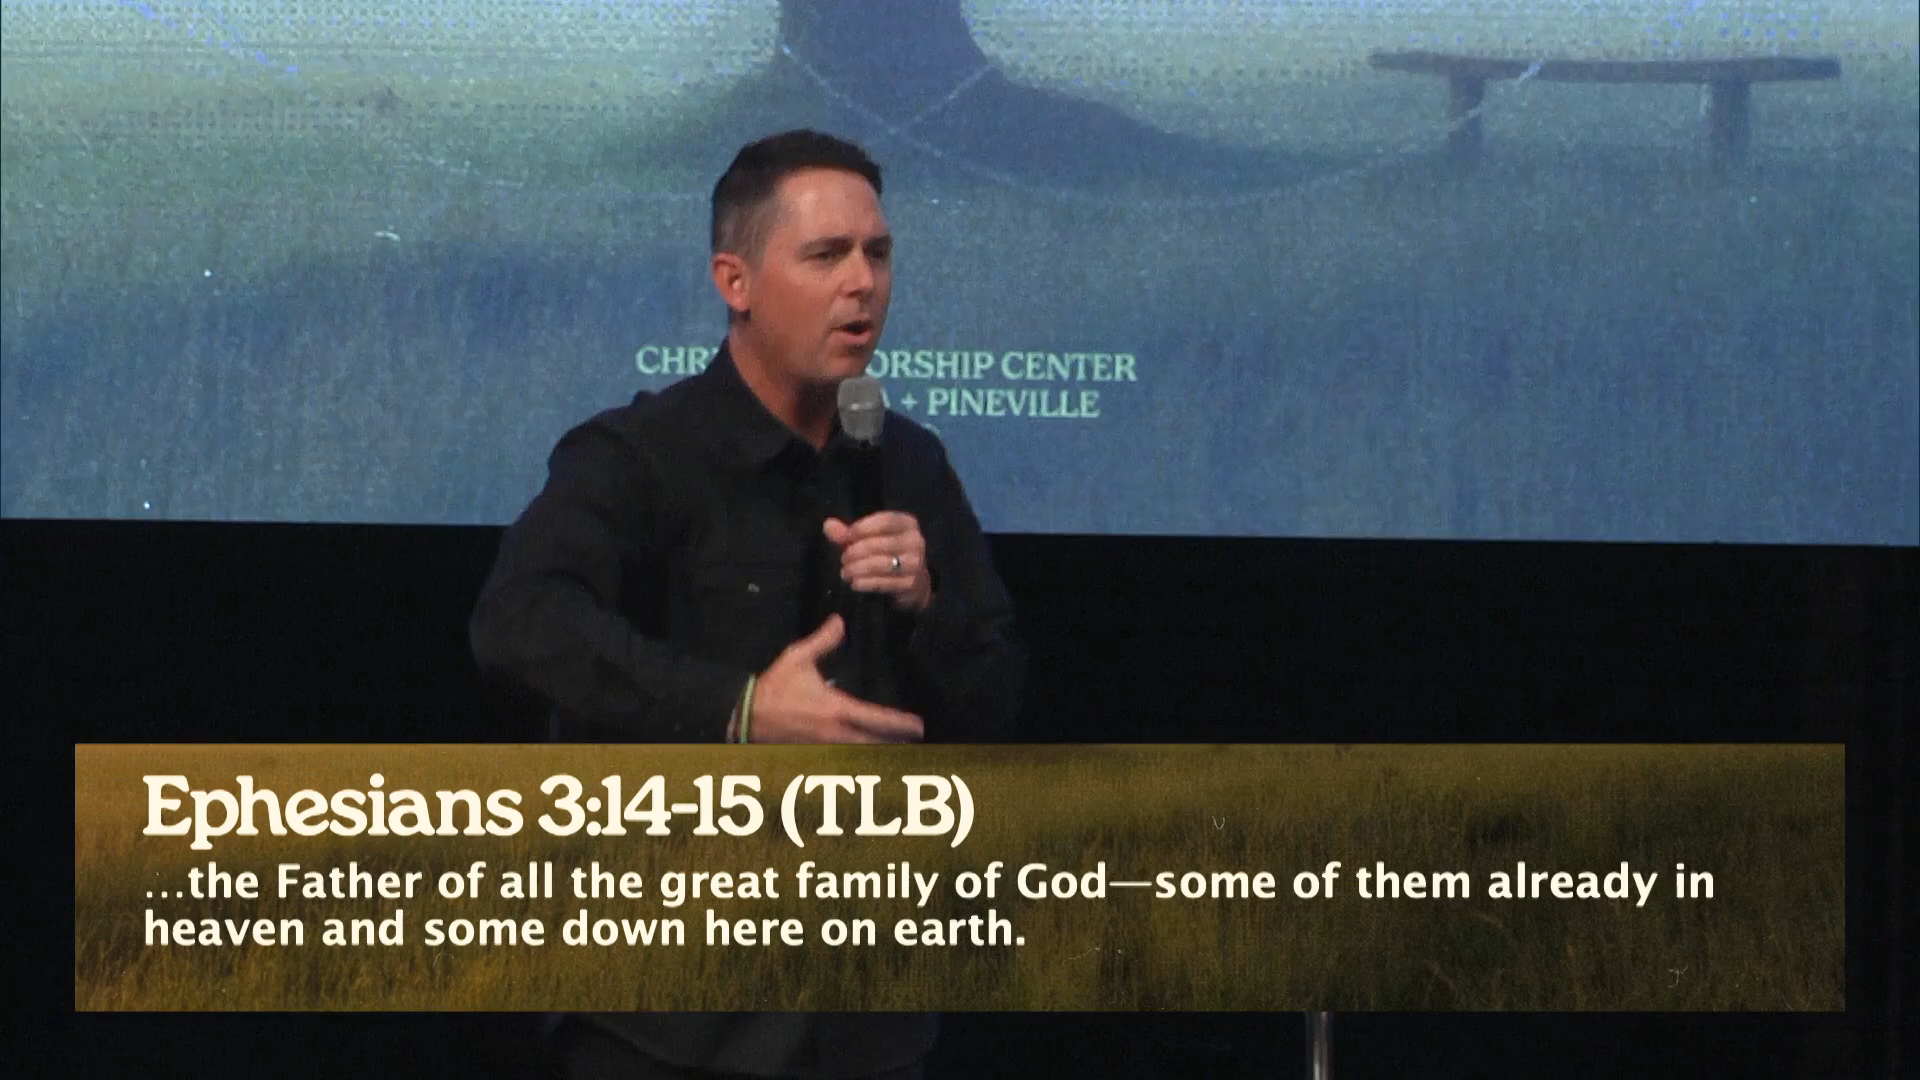 CHR ORSHIP CENTER
+ PINEVILLE
Ephesians 3:14-15 (TLB)
...the Father of all the great family of God—some of them already in
heaven and some down here on earth.